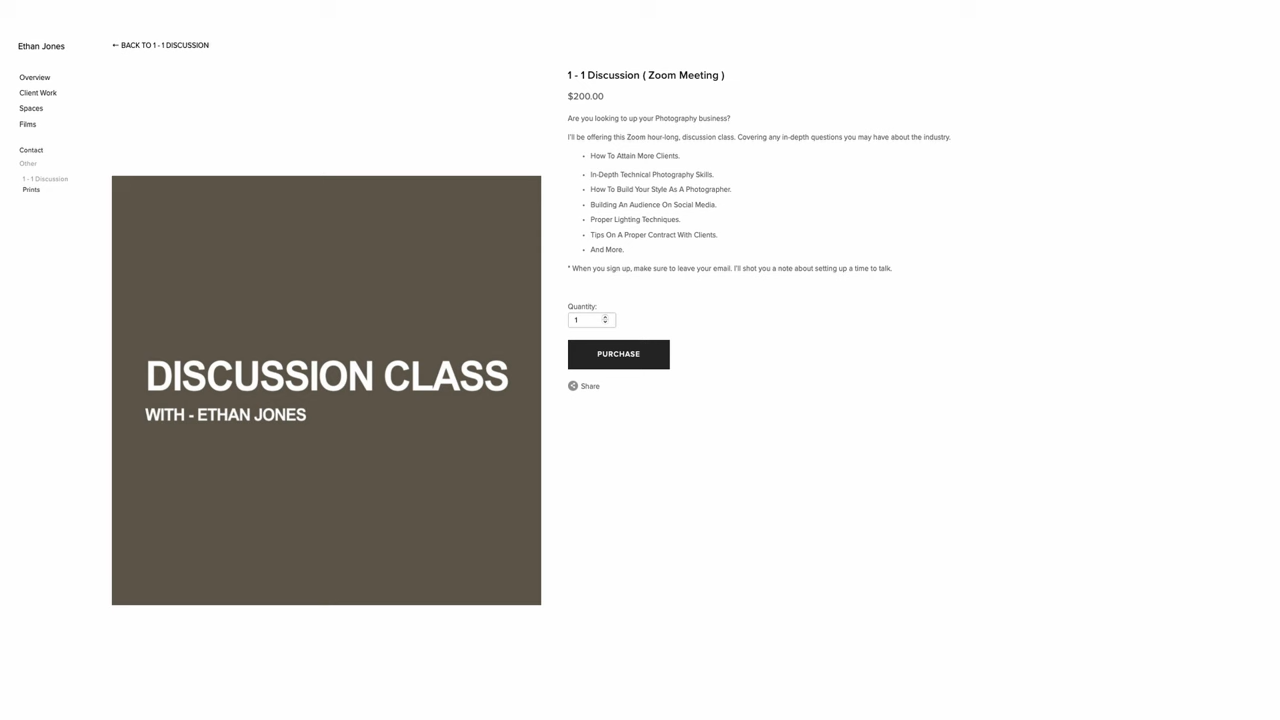 Ethan Jones
Overview
Client Work
Spaces
Films
Contact
Other
1 - 1 Discussion
Prints
← BACK TO 1 - 1 DISCUSSION
DISCUSSION CLASS
WITH - ETHAN JONES
1 - 1 Discussion ( Zoom Meeting )
$200.00
Are you looking to up your Photography business?
I'll be offering this Zoom hour-long, discussion class. Covering any in-depth questions you may have about the industry.
• How To Attain More Clients.
• In-Depth Technical Photography Skills.
• How To Build Your Style As A Photographer.
• Building An Audience On Social Media.
• Proper Lighting Techniques.
• Tips On A Proper Contract With Clients.
• And More.
* When you sign up, make sure to leave your email. I'll shot you a note about setting up a time to talk.
Quantity:
1
PURCHASE
Share